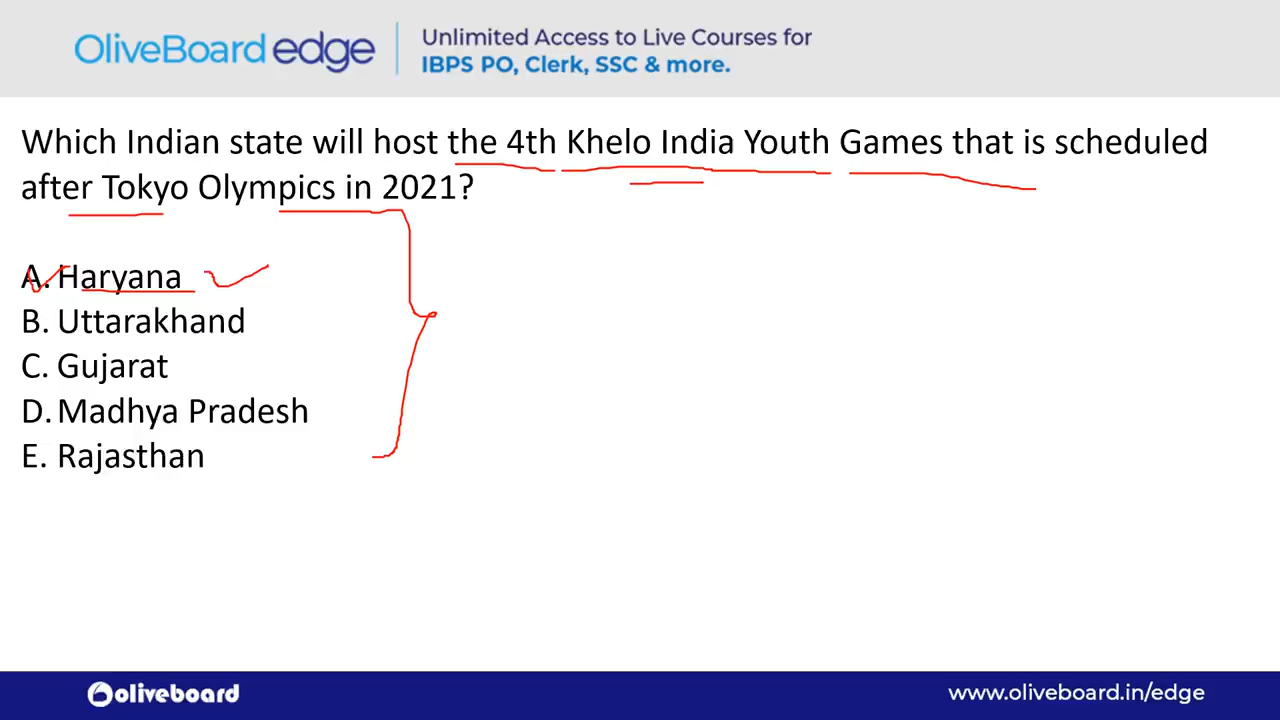 OliveBoard edge
Unlimited Access to Live Courses for
IBPS PO, Clerk, SSC & more.
Which Indian state will host the 4th Khelo India Youth Games that is scheduled
after Tokyo Olympics in 2021?
A. Haryana
B. Uttarakhand
C. Gujarat
D. Madhya Pradesh
E. Rajasthan
oliveboard
www.oliveboard.in/edge